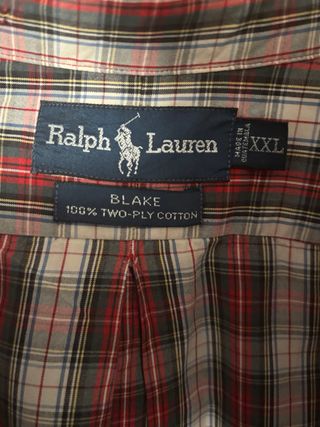 Ralph Lauren
MADE IN
GUATEMALA
XXL
BLAKE
100% TWO-PLY COTTON